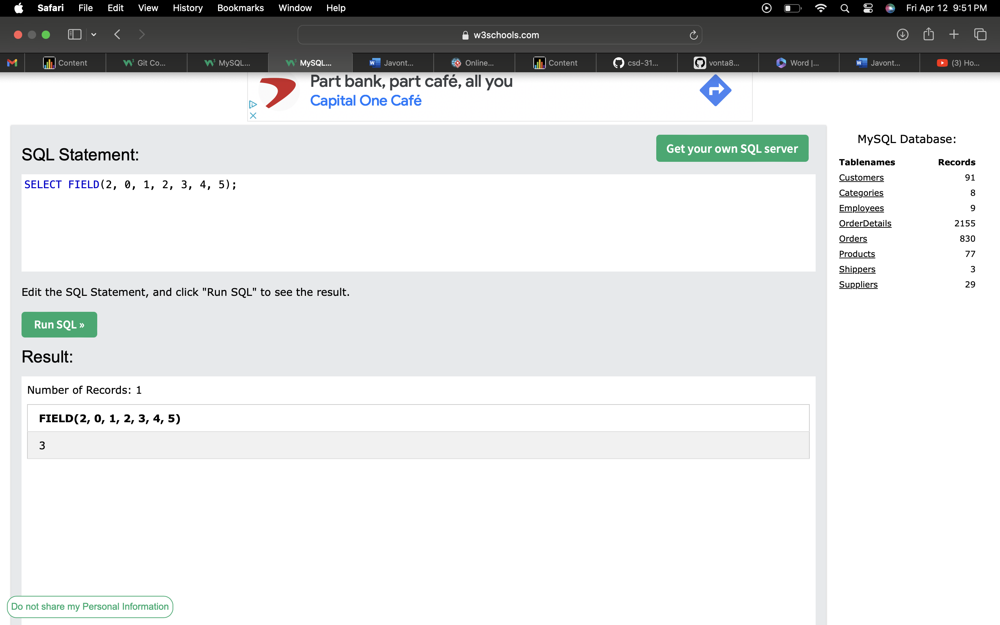 Safari File Edit View History Bookmarks Window Help Fri Apr 12 9:51 PM
w3schools.com
Content Git Co... MySQL... MySQL... Javont... Online... Content csd-31... vonta8... Word |... Javont... (3) Ho...
Part bank, part café, all you
Capital One Café
SQL Statement:
Get your own SQL server
SELECT FIELD(2, 0, 1, 2, 3, 4, 5);
Edit the SQL Statement, and click "Run SQL" to see the result.
Run SQL »
Result:
Number of Records: 1
FIELD(2, 0, 1, 2, 3, 4, 5)
3
MySQL Database:
Tablenames Records
Customers 91
Categories 8
Employees 9
OrderDetails 2155
Orders 830
Products 77
Shippers 3
Suppliers 29
Do not share my Personal Information